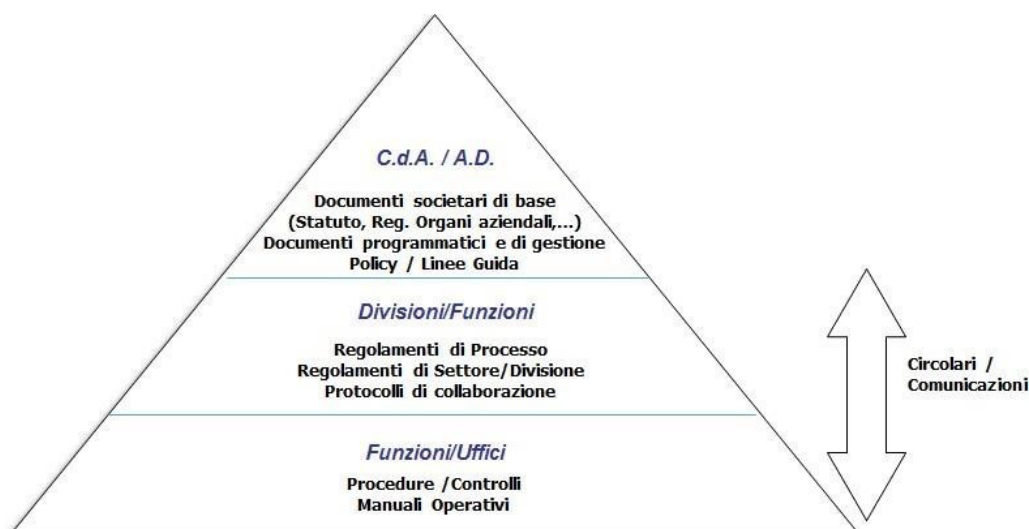 C.d.A. / A.D.
Documenti societari di base
(Statuto, Reg. Organi aziendali,...)
Documenti programmatici e di gestione
Policy / Linee Guida
Divisioni/Funzioni
Regolamenti di Processo
Regolamenti di Settore/Divisione
Protocolli di collaborazione
Circolari /
Comunicazioni
Funzioni/Uffici
Procedure /Controlli
Manuali Operativi